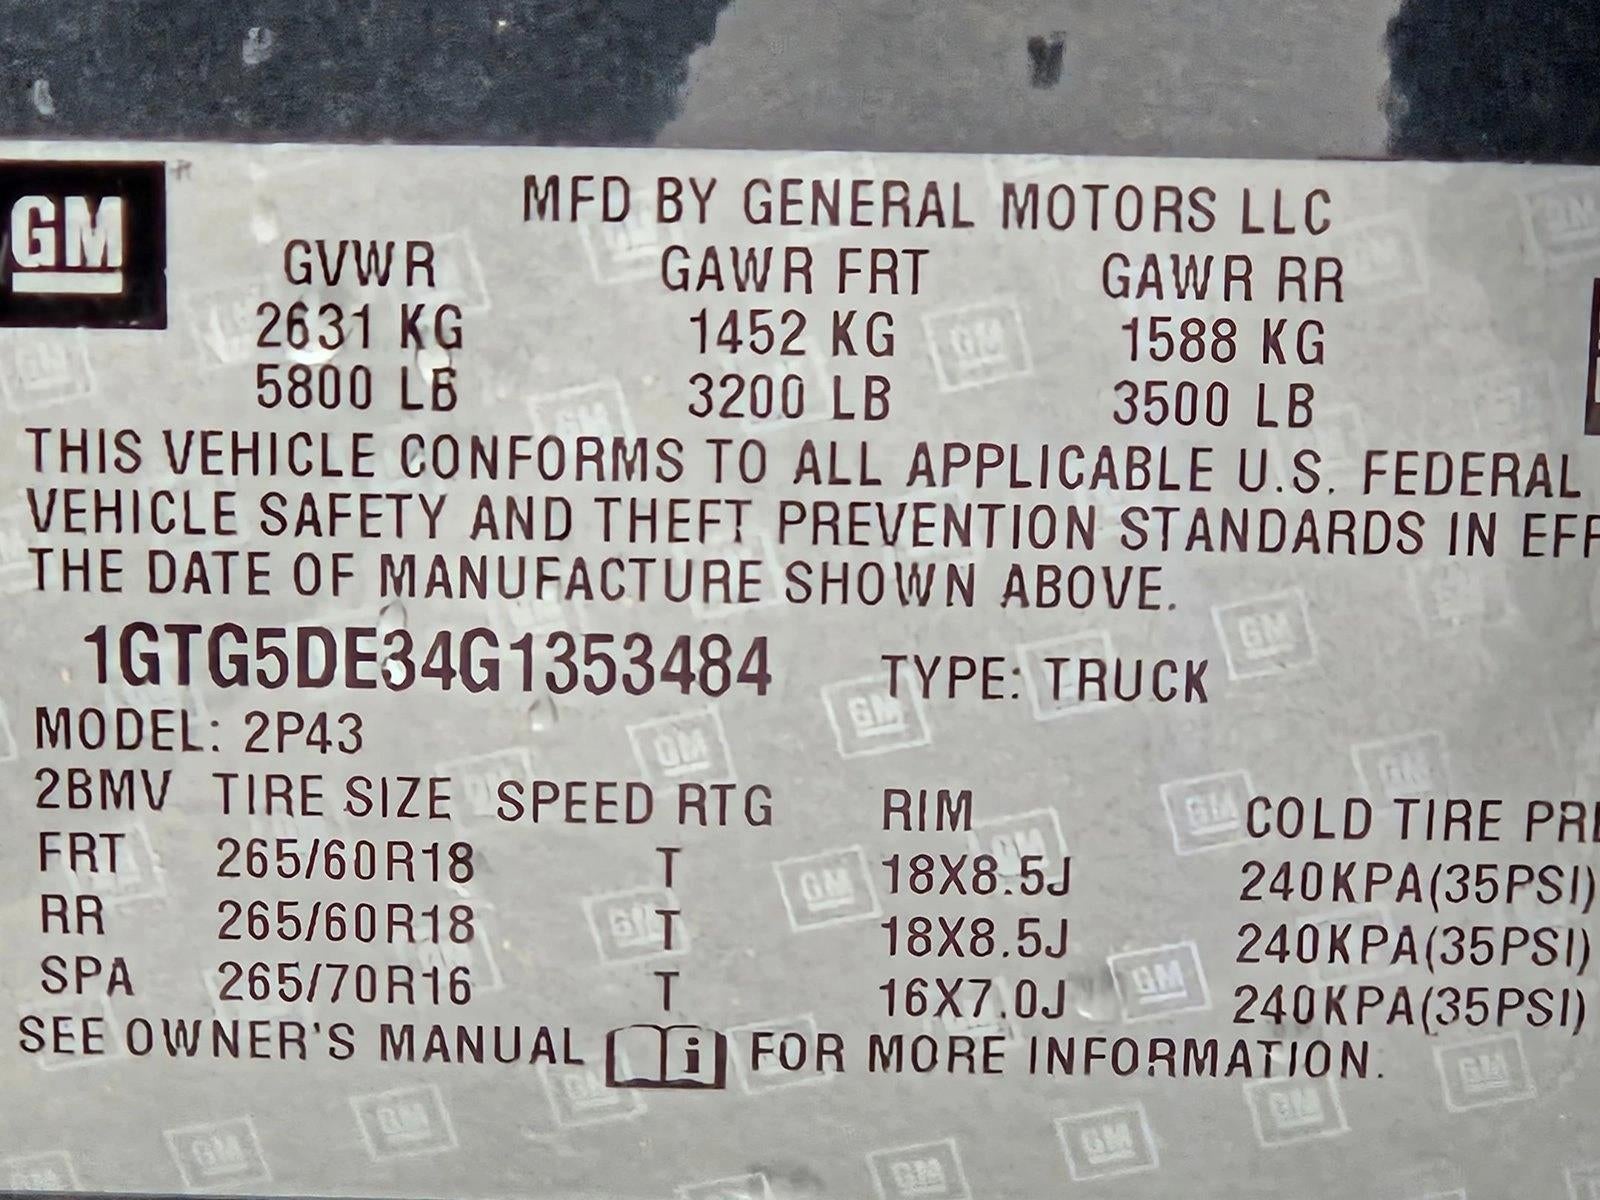 GM
MFD BY GENERAL MOTORS LLC
GVWR GAWR FRT GAWR RR
2631 KG 1452 KG 1588 KG
5800 LB 3200 LB 3500 LB
THIS VEHICLE CONFORMS TO ALL APPLICABLE U.S. FEDERAL
VEHICLE SAFETY AND THEFT PREVENTION STANDARDS IN EFF
THE DATE OF MANUFACTURE SHOWN ABOVE.
1GTG5DE34G1353484 TYPE: TRUCK
MODEL: 2P43
2BMV TIRE SIZE SPEED RTG RIM COLD TIRE PRE
FRT 265/60R18 T 18X8.5J 240KPA(35PSI)
RR 265/60R18 T 18X8.5J 240KPA(35PSI)
SPA 265/70R16 T 16X7.0J 240KPA(35PSI)
SEE OWNER'S MANUAL i FOR MORE INFORMATION.